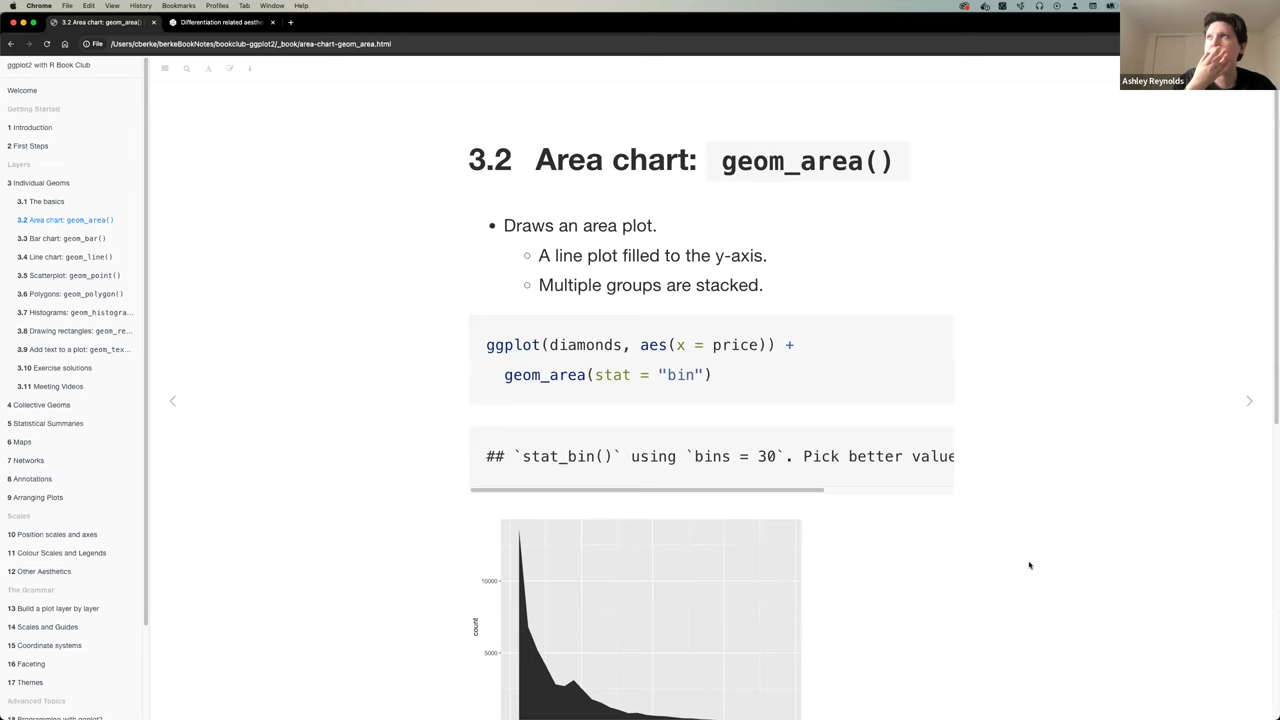 Chrome File Edit View History Bookmarks Profiles Tab Window Help
3.2 Area chart: geom_area() × Differentiation related aesthe × +
File /Users/cberke/berkeBookNotes/bookclub-ggplot2/_book/area-chart-geom_area.html
Ashley Reynolds
ggplot2 with R Book Club
Welcome
Getting Started
1 Introduction
2 First Steps
Layers
3 Individual Geoms
3.1 The basics
3.2 Area chart: geom_area()
3.3 Bar chart: geom_bar()
3.4 Line chart: geom_line()
3.5 Scatterplot: geom_point()
3.6 Polygons: geom_polygon()
3.7 Histograms: geom_histogra...
3.8 Drawing rectangles: geom_re...
3.9 Add text to a plot: geom_tex...
3.10 Exercise solutions
3.11 Meeting Videos
4 Collective Geoms
5 Statistical Summaries
6 Maps
7 Networks
8 Annotations
9 Arranging Plots
Scales
10 Position scales and axes
11 Colour Scales and Legends
12 Other Aesthetics
The Grammar
13 Build a plot layer by layer
14 Scales and Guides
15 Coordinate systems
16 Faceting
17 Themes
Advanced Topics
18 Programming with ggplot2
3.2 Area chart: geom_area()
• Draws an area plot.
○ A line plot filled to the y-axis.
○ Multiple groups are stacked.
ggplot(diamonds, aes(x = price)) +
geom_area(stat = "bin")
## `stat_bin()` using `bins = 30`. Pick better value
10000
5000
count